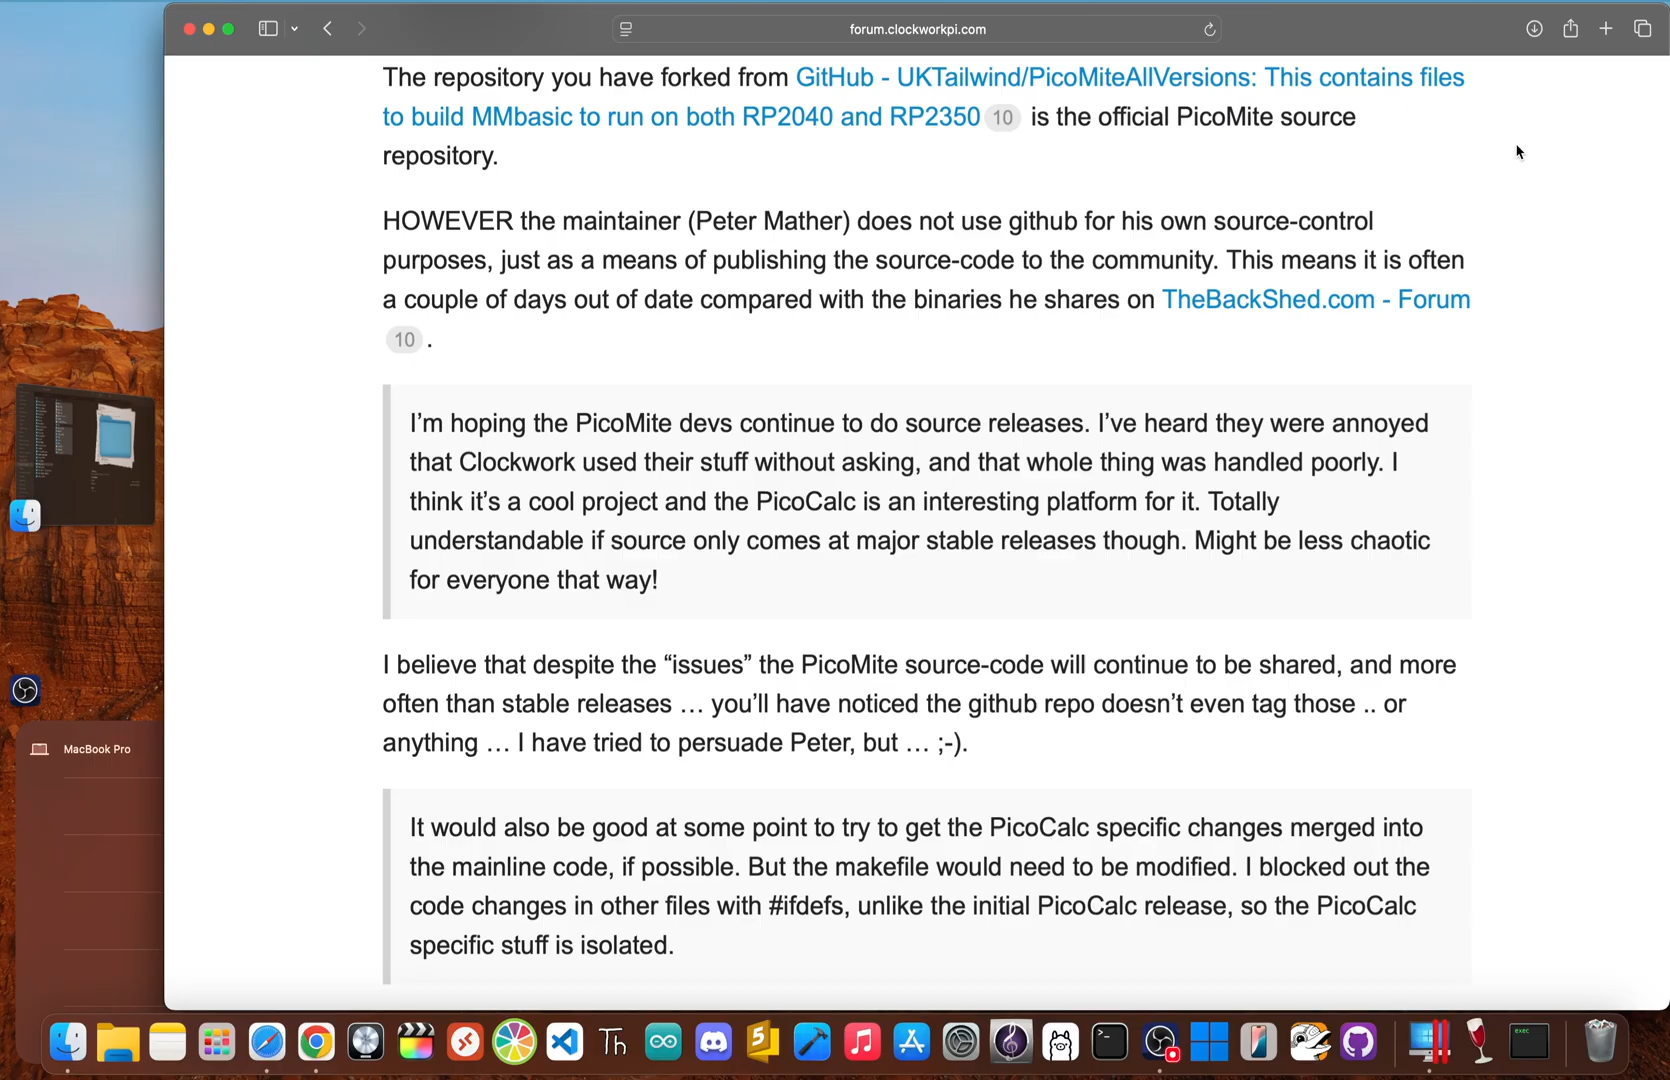 forum.clockworkpi.com
The repository you have forked from GitHub - UKTailwind/PicoMiteAllVersions: This contains files
to build MMbasic to run on both RP2040 and RP2350 10 is the official PicoMite source
repository.
HOWEVER the maintainer (Peter Mather) does not use github for his own source-control
purposes, just as a means of publishing the source-code to the community. This means it is often
a couple of days out of date compared with the binaries he shares on TheBackShed.com - Forum
10 .
I’m hoping the PicoMite devs continue to do source releases. I’ve heard they were annoyed
that Clockwork used their stuff without asking, and that whole thing was handled poorly. I
think it’s a cool project and the PicoCalc is an interesting platform for it. Totally
understandable if source only comes at major stable releases though. Might be less chaotic
for everyone that way!
I believe that despite the “issues” the PicoMite source-code will continue to be shared, and more
often than stable releases … you’ll have noticed the github repo doesn’t even tag those .. or
anything … I have tried to persuade Peter, but … ;-).
MacBook Pro
It would also be good at some point to try to get the PicoCalc specific changes merged into
the mainline code, if possible. But the makefile would need to be modified. I blocked out the
code changes in other files with #ifdefs, unlike the initial PicoCalc release, so the PicoCalc
specific stuff is isolated.
Th
5
exec